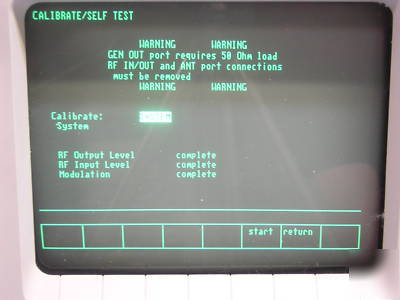 CALIBRATE/SELF TEST
WARNING WARNING
GEN OUT port requires 50 Ohm load
RF IN/OUT and ANT port connections
must be removed
WARNING WARNING
Calibrate: System
System
RF Output Level complete
RF Input Level complete
Modulation complete
start return